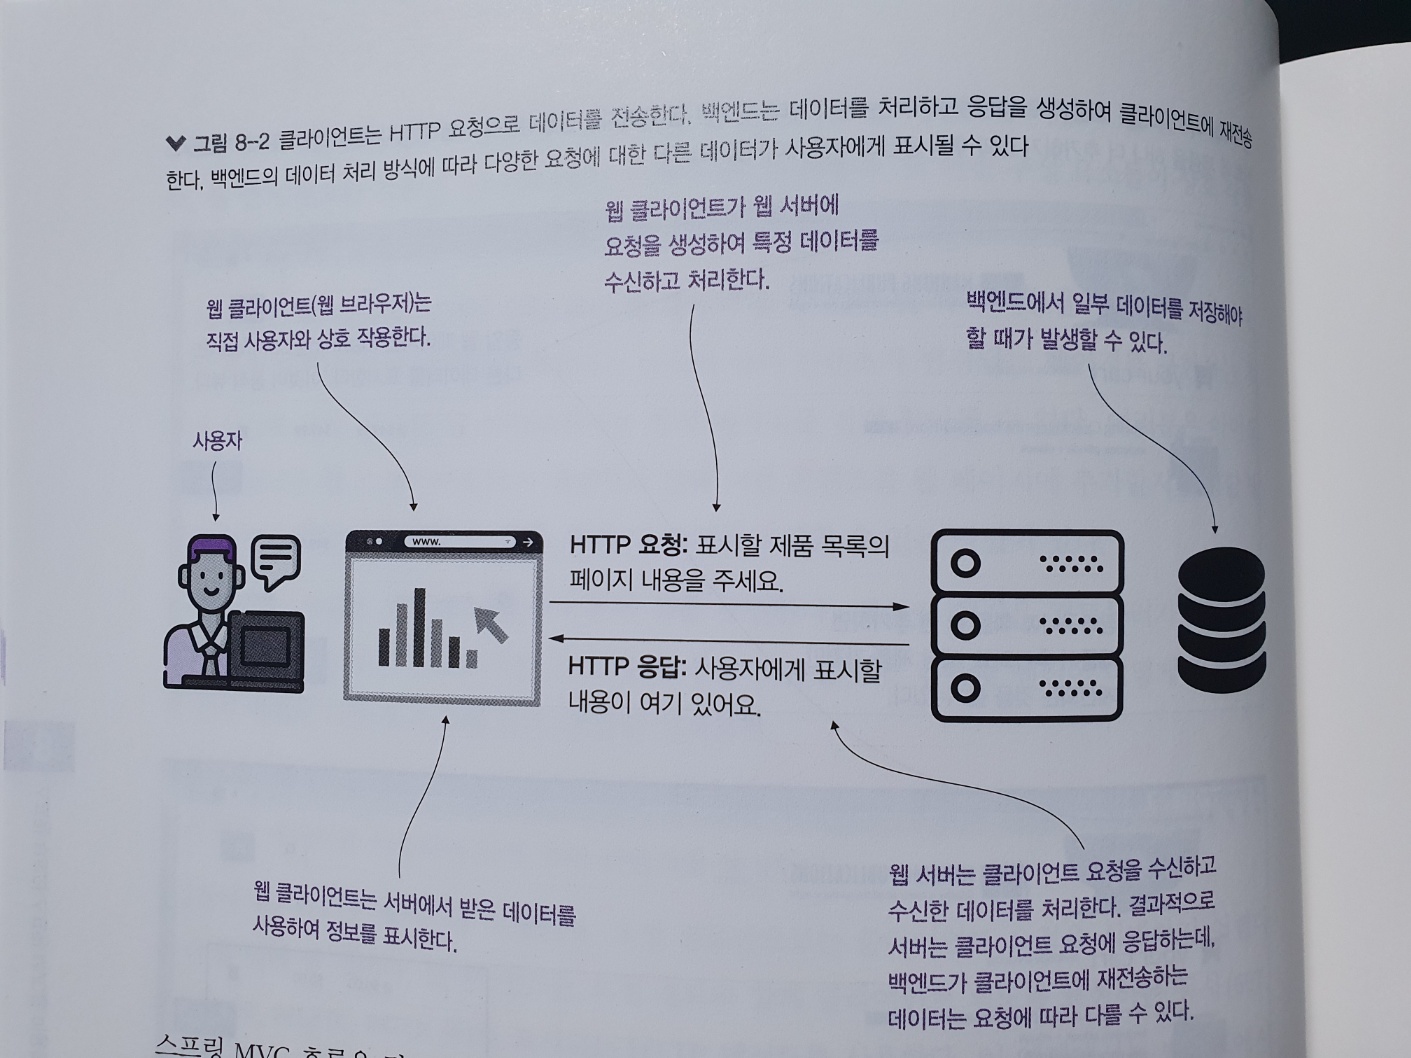 그림 8-2 클라이언트는 HTTP 요청으로 데이터를 전송한다. 백엔드는 데이터를 처리하고 응답을 생성하여 클라이언트에 재전송
한다. 백엔드의 데이터 처리 방식에 따라 다양한 요청에 대한 다른 데이터가 사용자에게 표시될 수 있다
웹 클라이언트가 웹 서버에
요청을 생성하여 특정 데이터를
수신하고 처리한다.
웹 클라이언트(웹 브라우저)는
직접 사용자와 상호 작용한다.
백엔드에서 일부 데이터를 저장해야
할 때가 발생할 수 있다.
사용자
www.
HTTP 요청: 표시할 제품 목록의
페이지 내용을 주세요.
HTTP 응답: 사용자에게 표시할
내용이 여기 있어요.
웹 클라이언트는 서버에서 받은 데이터를
사용하여 정보를 표시한다.
웹 서버는 클라이언트 요청을 수신하고
수신한 데이터를 처리한다. 결과적으로
서버는 클라이언트 요청에 응답하는데,
백엔드가 클라이언트에 재전송하는
데이터는 요청에 따라 다를 수 있다.
스프링 MVC